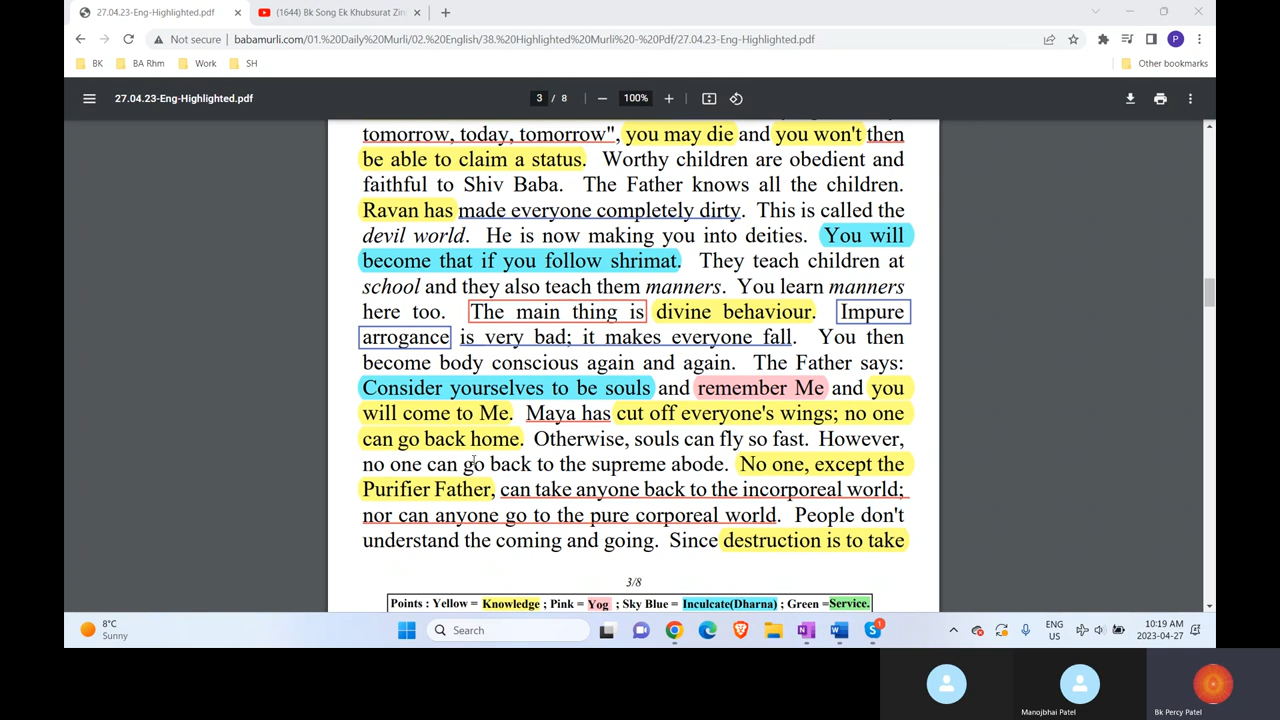 27.04.23-Eng-Highlighted.pdf
(1644) Bk Song Ek Khubsurat Zin
Not secure
babamurli.com/01.%20Daily%20Murli/02.%20English/38.%20Highlighted%20Murli%20-%20Pdf/27.04.23-Eng-Highlighted.pdf
P
BK
BA Rhm
Work
SH
Other bookmarks
27.04.23-Eng-Highlighted.pdf
3 / 8
100%
tomorrow, today, tomorrow", you may die and you won't then
be able to claim a status. Worthy children are obedient and
faithful to Shiv Baba. The Father knows all the children.
Ravan has made everyone completely dirty. This is called the
devil world. He is now making you into deities. You will
become that if you follow shrimat. They teach children at
school and they also teach them manners. You learn manners
here too. The main thing is divine behaviour. Impure
arrogance is very bad; it makes everyone fall. You then
become body conscious again and again. The Father says:
Consider yourselves to be souls and remember Me and you
will come to Me. Maya has cut off everyone's wings; no one
can go back home. Otherwise, souls can fly so fast. However,
no one can go back to the supreme abode. No one, except the
Purifier Father, can take anyone back to the incorporeal world;
nor can anyone go to the pure corporeal world. People don't
understand the coming and going. Since destruction is to take
3/8
Points : Yellow = Knowledge ; Pink = Yog ; Sky Blue = Inculcate(Dharna) ; Green =Service.
8°C
Sunny
Search
1
ENG
US
10:19 AM
2023-04-27
Manojbhai Patel
Bk Percy Patel